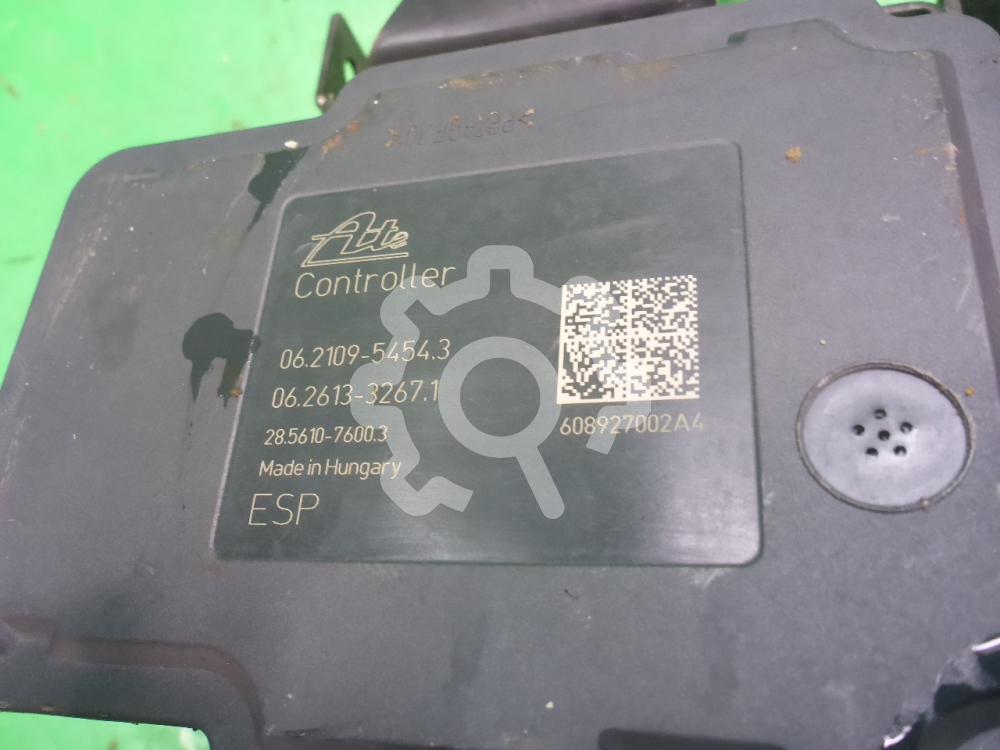 Ate
Controller
06.2109-5454.3
06.2613-3267.1
28.5610-7600.3
Made in Hungary
ESP
608927002A4